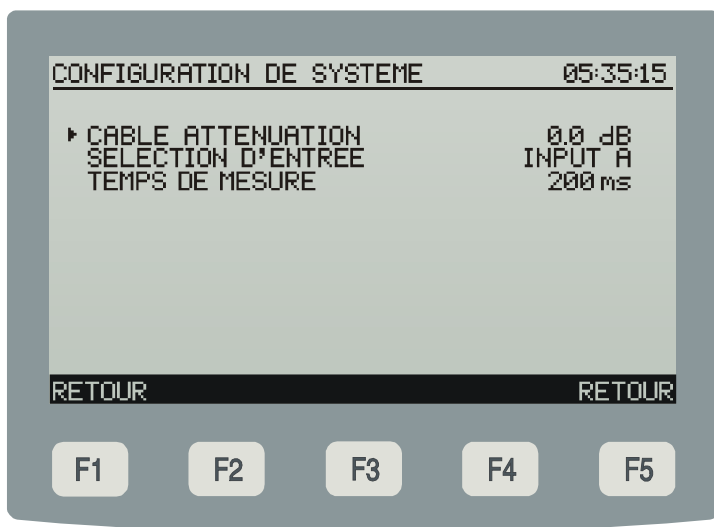 CONFIGURATION DE SYSTEME 05:35:15
CABLE ATTENUATION 0.0 dB
SELECTION D'ENTREE INPUT A
TEMPS DE MESURE 200 ms
RETOUR RETOUR
F1 F2 F3 F4 F5